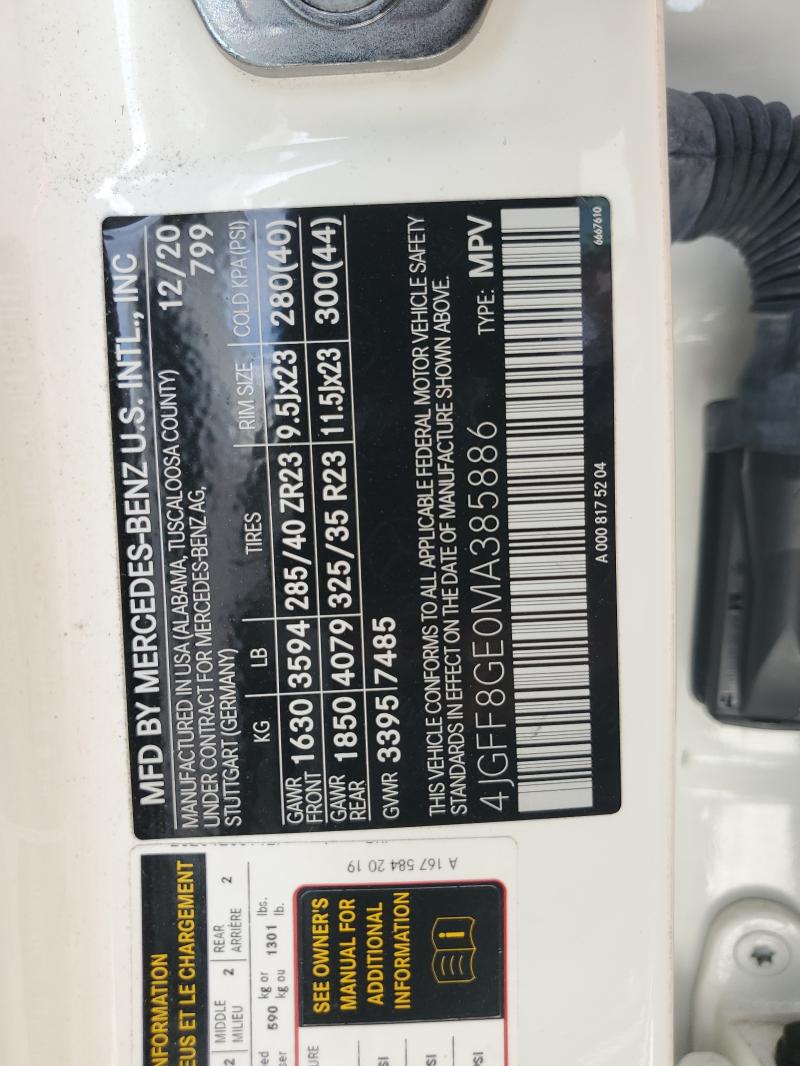 MFD BY MERCEDES-BENZ U.S. INTL., INC
MANUFACTURED IN USA (ALABAMA, TUSCALOOSA COUNTY) 12/20
UNDER CONTRACT FOR MERCEDES-BENZ AG, 799
STUTTGART (GERMANY)
KG LB TIRES RIM SIZE COLD KPA (PSI)
GAWR FRONT 1630 3594 285/40 ZR23 9.5Jx23 280(40)
GAWR REAR 1850 4079 325/35 R23 11.5Jx23 300(44)
GVWR 3395 7485
THIS VEHICLE CONFORMS TO ALL APPLICABLE FEDERAL MOTOR VEHICLE SAFETY
STANDARDS IN EFFECT ON THE DATE OF MANUFACTURE SHOWN ABOVE.
4JGFF8GE0MA385886 TYPE: MPV
A 000 817 52 04 6667610
NFORMATION
EUS ET LE CHARGEMENT
2 MIDDLE 2 REAR 2
MILIEU ARRIÈRE
590 kg or 1301 lbs.
kg ou lb.
SEE OWNER'S
MANUAL FOR
ADDITIONAL
INFORMATION
A 167 584 20 19